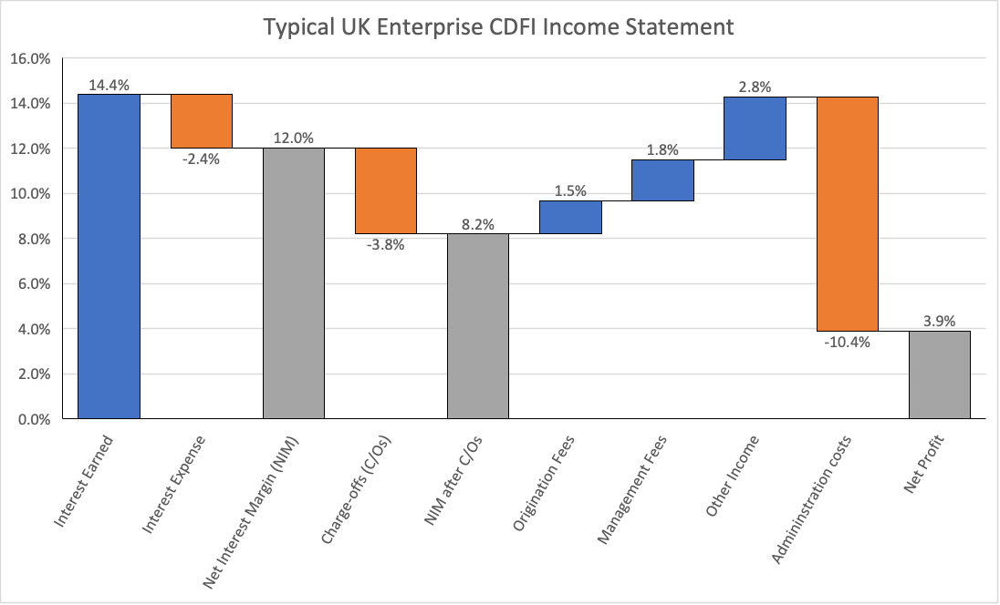 Typical UK Enterprise CDFI Income Statement
16.0%
14.0%
12.0%
10.0%
8.0%
6.0%
4.0%
2.0%
0.0%
14.4%
-2.4%
12.0%
-3.8%
8.2%
1.5%
1.8%
2.8%
-10.4%
3.9%
Interest Earned
Interest Expense
Net Interest Margin (NIM)
Charge-offs (C/Os)
NIM after C/Os
Origination Fees
Management Fees
Other Income
Admininstration costs
Net Profit